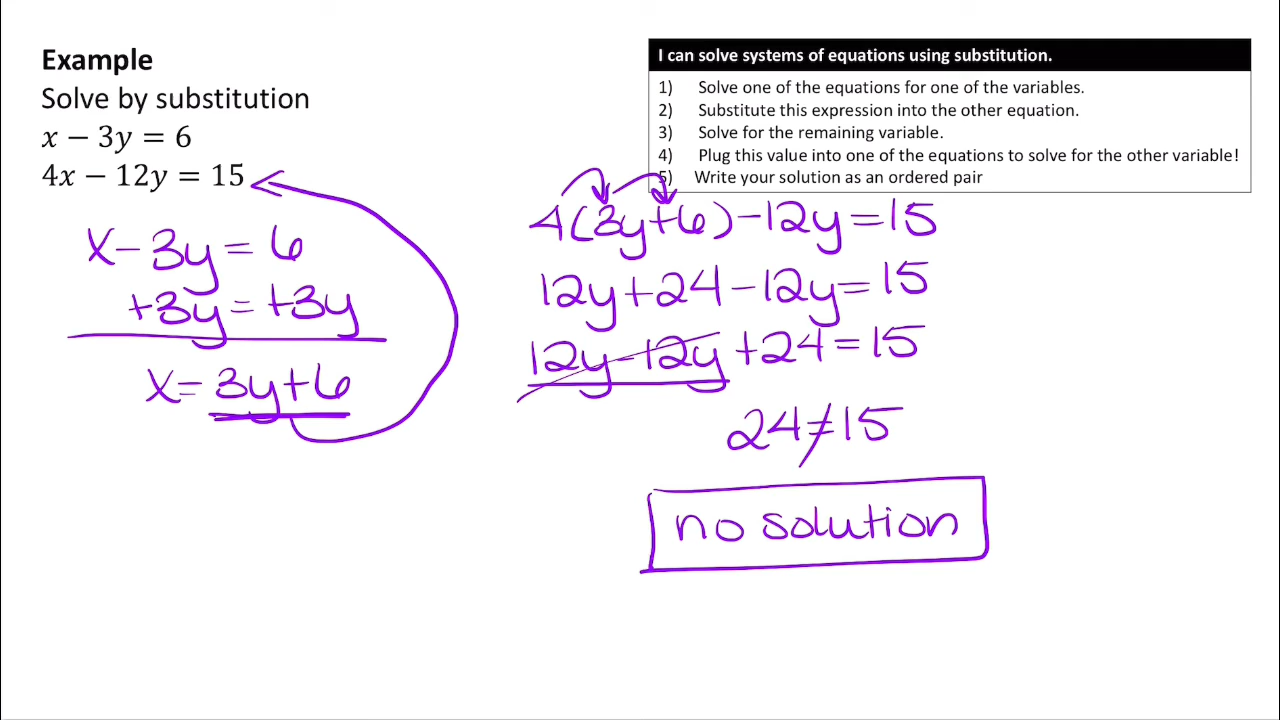 Example
Solve by substitution
x − 3y = 6
4x − 12y = 15
I can solve systems of equations using substitution.
1) Solve one of the equations for one of the variables.
2) Substitute this expression into the other equation.
3) Solve for the remaining variable.
4) Plug this value into one of the equations to solve for the other variable!
5) Write your solution as an ordered pair
x − 3y = 6
+3y = +3y
x = 3y + 6
4(3y+6) − 12y = 15
12y + 24 − 12y = 15
12y − 12y + 24 = 15
24 ≠ 15
no solution